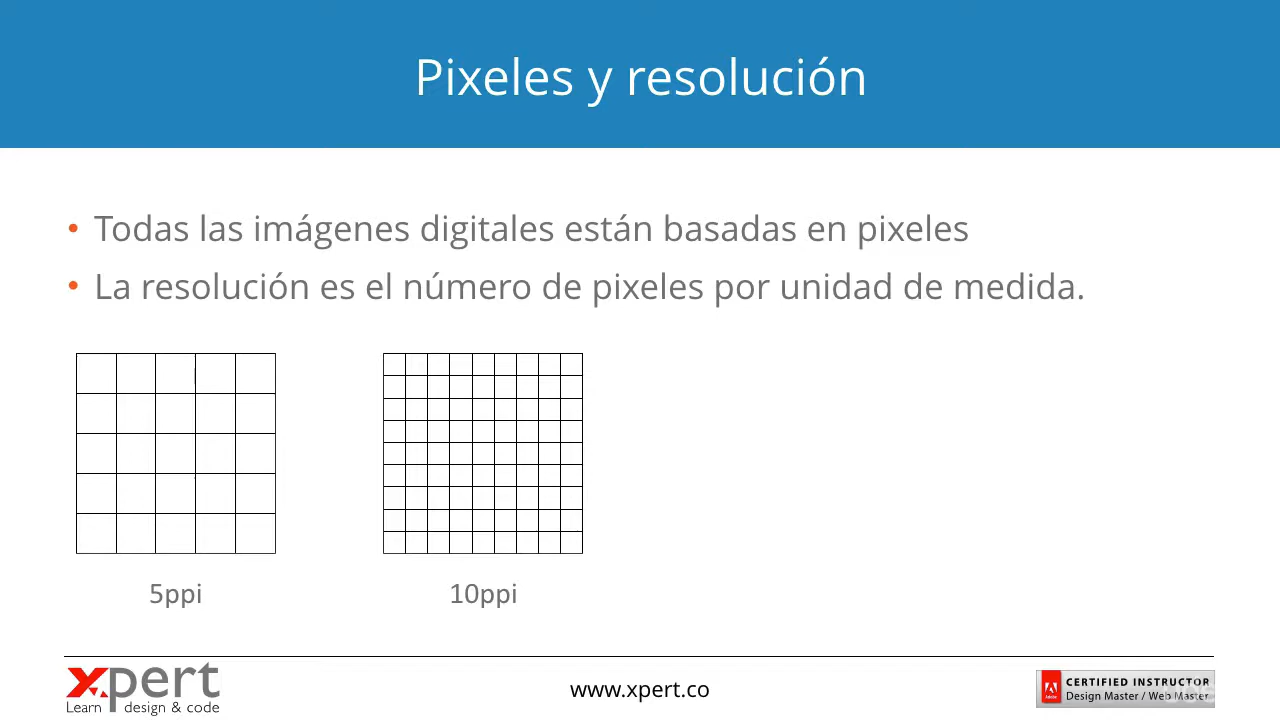 Pixeles y resolución
• Todas las imágenes digitales están basadas en pixeles
• La resolución es el número de pixeles por unidad de medida.
5ppi
10ppi
xpert
Learn design & code
www.xpert.co
Adobe
CERTIFIED INSTRUCTOR
Design Master / Web Master